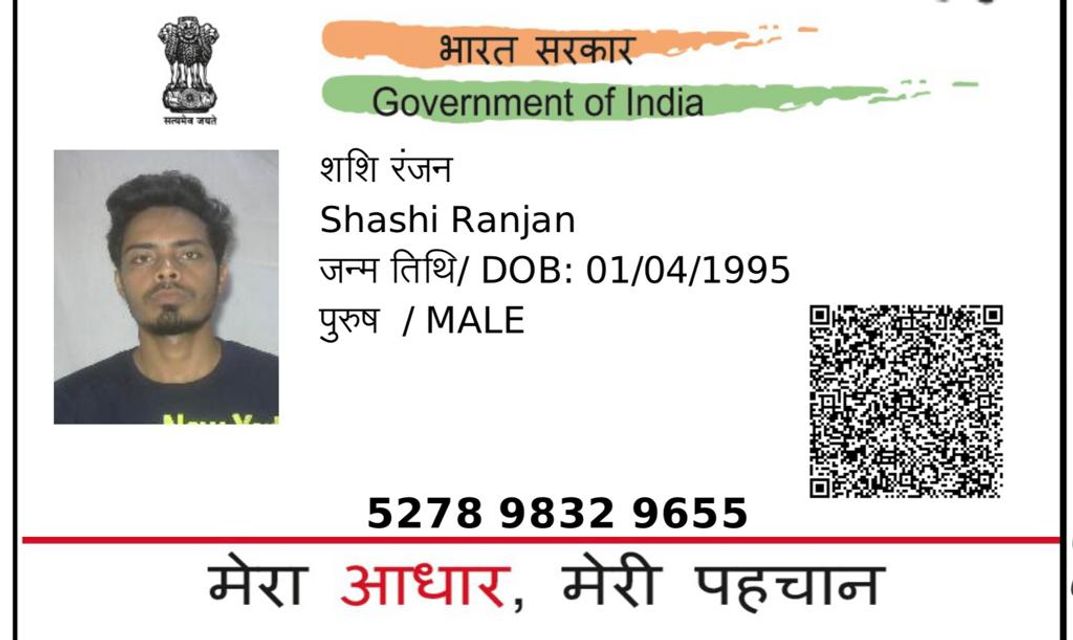 भारत सरकार
Government of India
सत्यमेव जयते
शशि रंजन
Shashi Ranjan
जन्म तिथि/ DOB: 01/04/1995
पुरुष / MALE
5278 9832 9655
मेरा आधार, मेरी पहचान